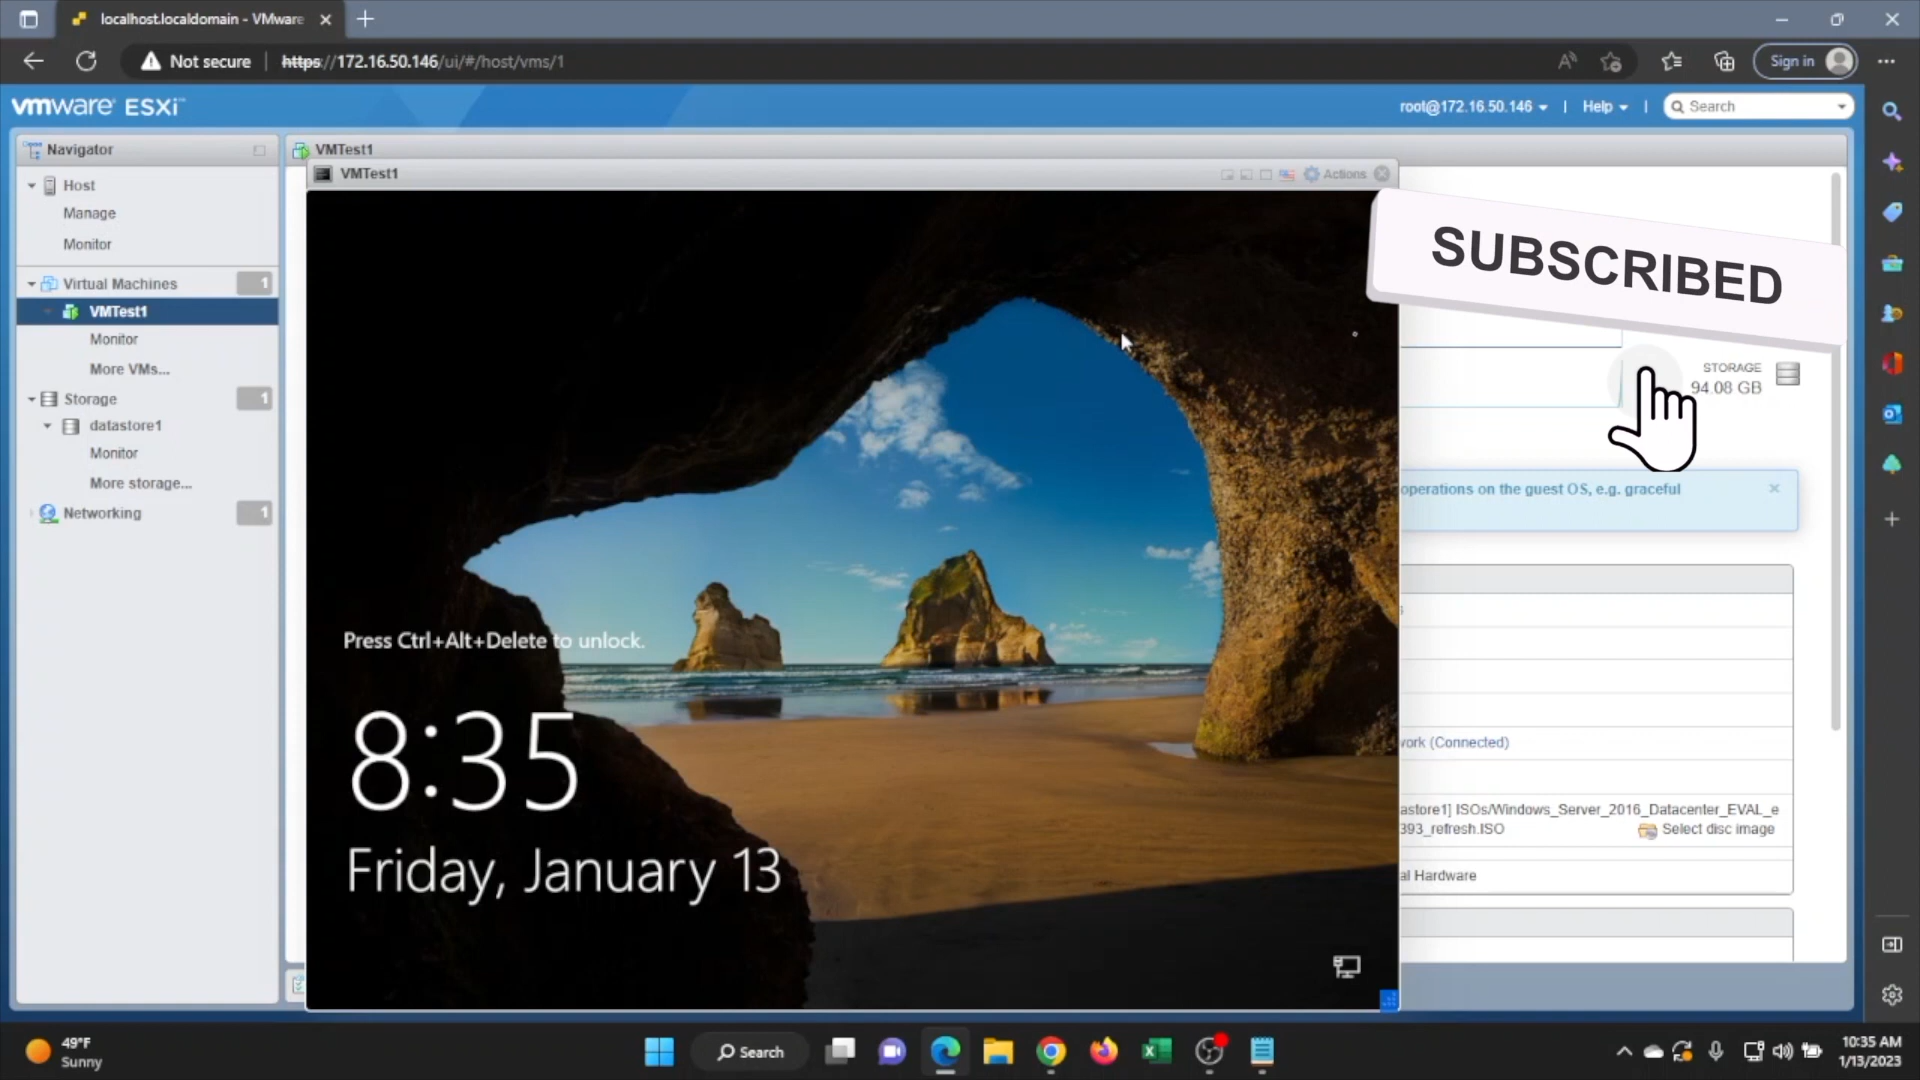 localhost.localdomain - VMware
Not secure
https://172.16.50.146/ui/#/host/vms/1
Sign in
vmware ESXi
root@172.16.50.146
Help
Search
Navigator
Host
Manage
Monitor
Virtual Machines
1
VMTest1
Monitor
More VMs...
Storage
1
datastore1
Monitor
More storage...
Networking
1
VMTest1
VMTest1
Actions
SUBSCRIBED
STORAGE
94.08 GB
operations on the guest OS, e.g. graceful
work (Connected)
astore1] ISOs/Windows_Server_2016_Datacenter_EVAL_e
393_refresh.ISO
Select disc image
al Hardware
Press Ctrl+Alt+Delete to unlock.
8:35
Friday, January 13
49°F
Sunny
Search
10:35 AM
1/13/2023